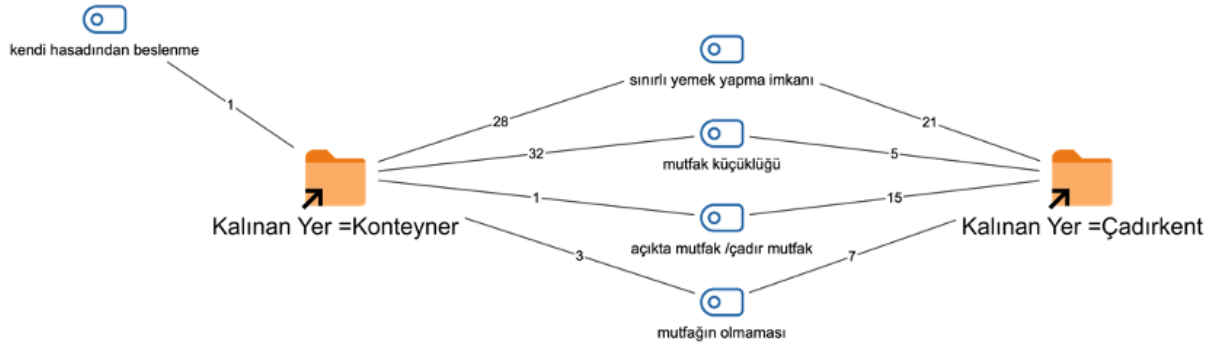 kendi hasadından beslenme
1
sınırlı yemek yapma imkanı
28
21
32
mutfak küçüklüğü
5
Kalınan Yer =Konteyner
1
açıkta mutfak /çadır mutfak
15
Kalınan Yer =Çadırkent
3
7
mutfağın olmaması